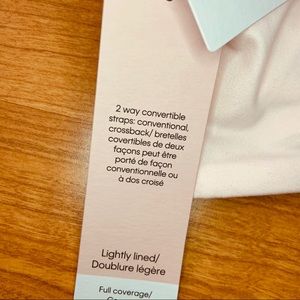 2 way convertible
straps: conventional,
crossback/ bretelles
covertibles de deux
façons peut être
porté de façon
conventionnelle ou
à dos croisé
Lightly lined/
Doublure légère
Full coverage/